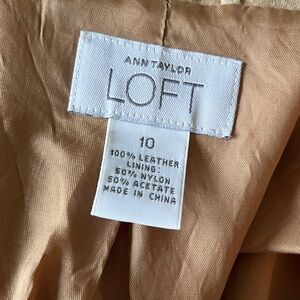 ANN TAYLOR
LOFT
10
100% LEATHER
LINING:
50% NYLON
50% ACETATE
MADE IN CHINA